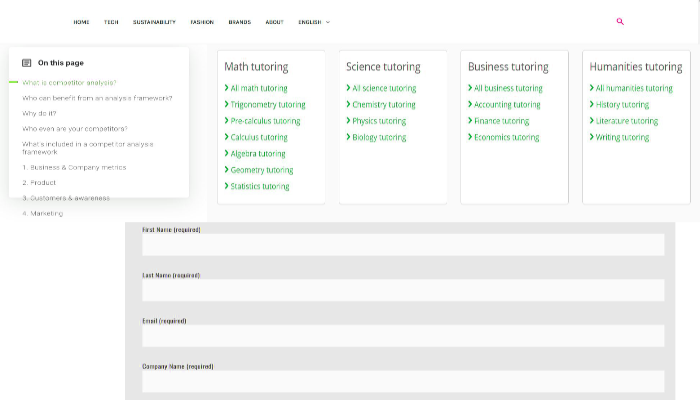 HOME TECH SUSTAINABILITY FASHION BRANDS ABOUT ENGLISH
On this page
What is competitor analysis?
Who can benefit from an analysis framework?
Why do it?
Who even are your competitors?
What's included in a competitor analysis
framework
1. Business & Company metrics
2. Product
3. Customers & awareness
4. Marketing
Math tutoring
All math tutoring
Trigonometry tutoring
Pre-calculus tutoring
Calculus tutoring
Algebra tutoring
Geometry tutoring
Statistics tutoring
Science tutoring
All science tutoring
Chemistry tutoring
Physics tutoring
Biology tutoring
Business tutoring
All business tutoring
Accounting tutoring
Finance tutoring
Economics tutoring
Humanities tutoring
All humanities tutoring
History tutoring
Literature tutoring
Writing tutoring
First Name (required)
Last Name (required)
Email (required)
Company Name (required)